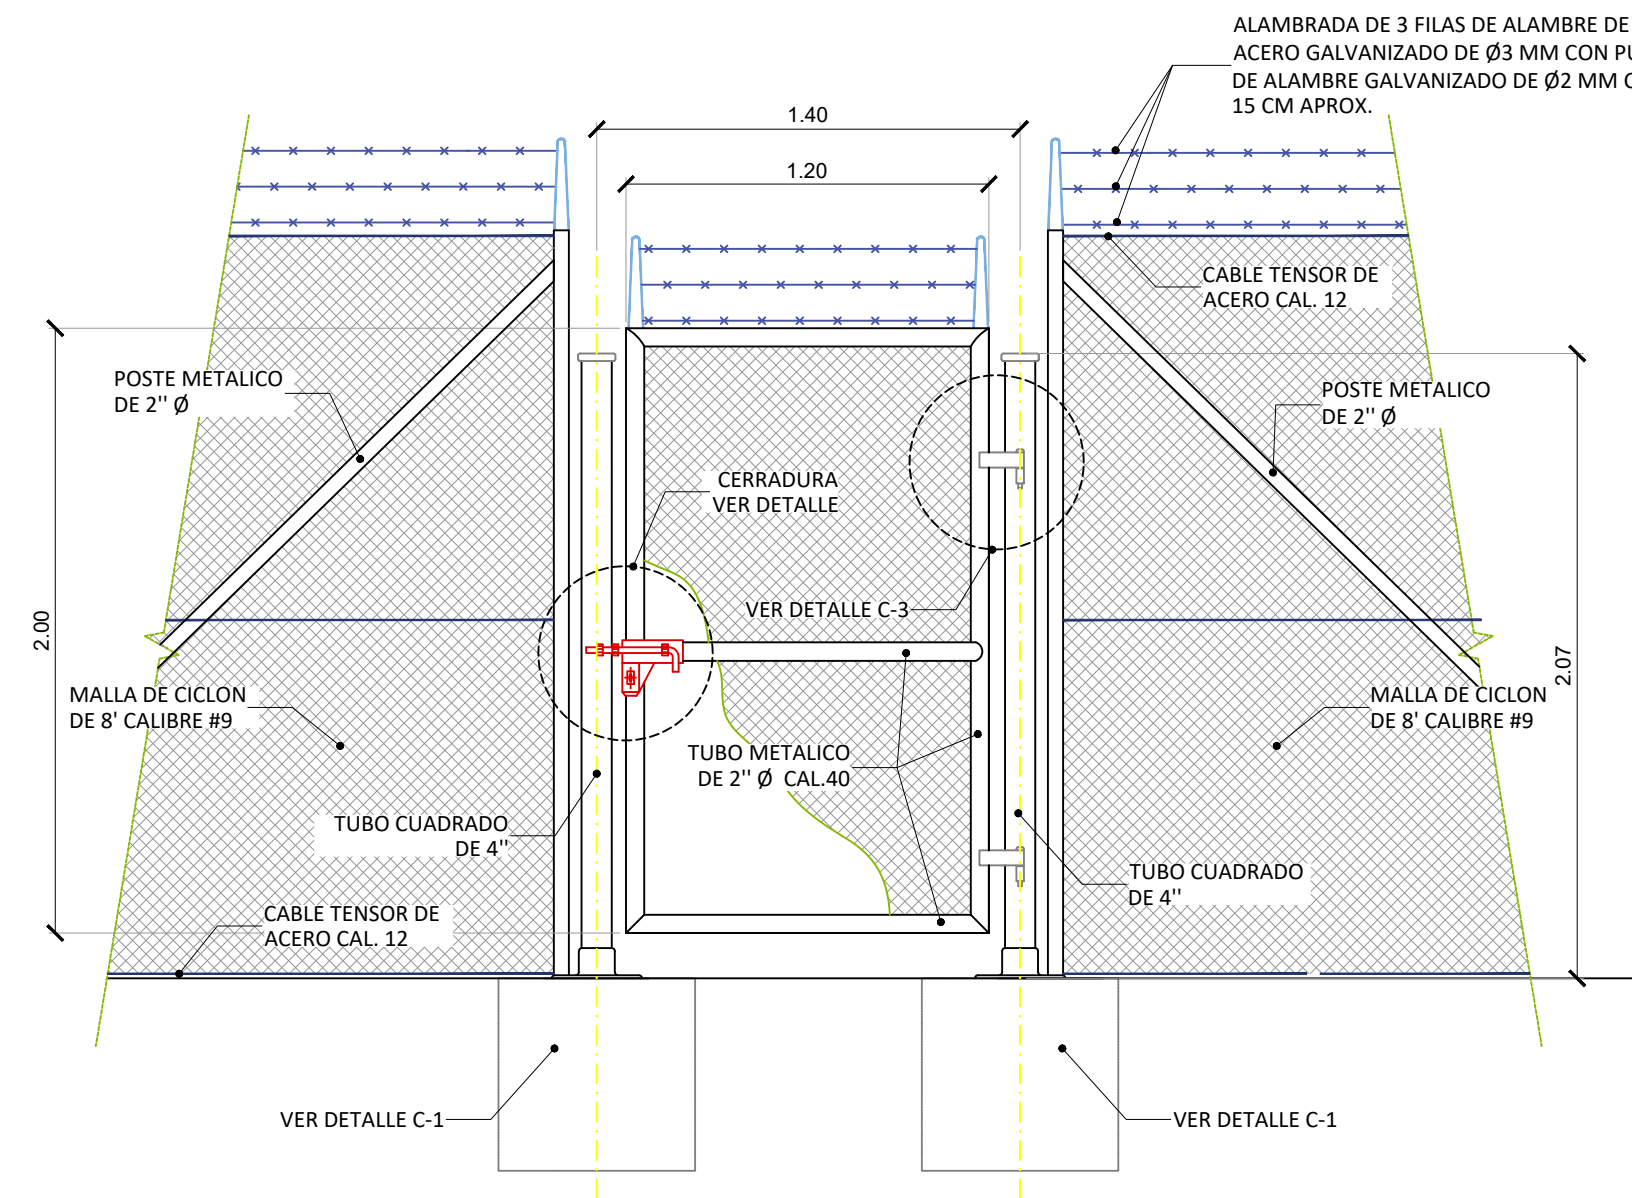 ALAMBRADA DE 3 FILAS DE ALAMBRE DE
ACERO GALVANIZADO DE Ø3 MM CON
DE ALAMBRE GALVANIZADO DE Ø2 MM
15 CM APROX.
1.40
1.20
CABLE TENSOR DE
ACERO CAL. 12
POSTE METALICO
DE 2'' Ø
POSTE METALICO
DE 2'' Ø
CERRADURA
VER DETALLE
VER DETALLE C-3
2.00
2.07
MALLA DE CICLON
DE 8' CALIBRE #9
MALLA DE CICLON
DE 8' CALIBRE #9
TUBO METALICO
DE 2'' Ø CAL.40
TUBO CUADRADO
DE 4''
TUBO CUADRADO
DE 4''
CABLE TENSOR DE
ACERO CAL. 12
VER DETALLE C-1
VER DETALLE C-1